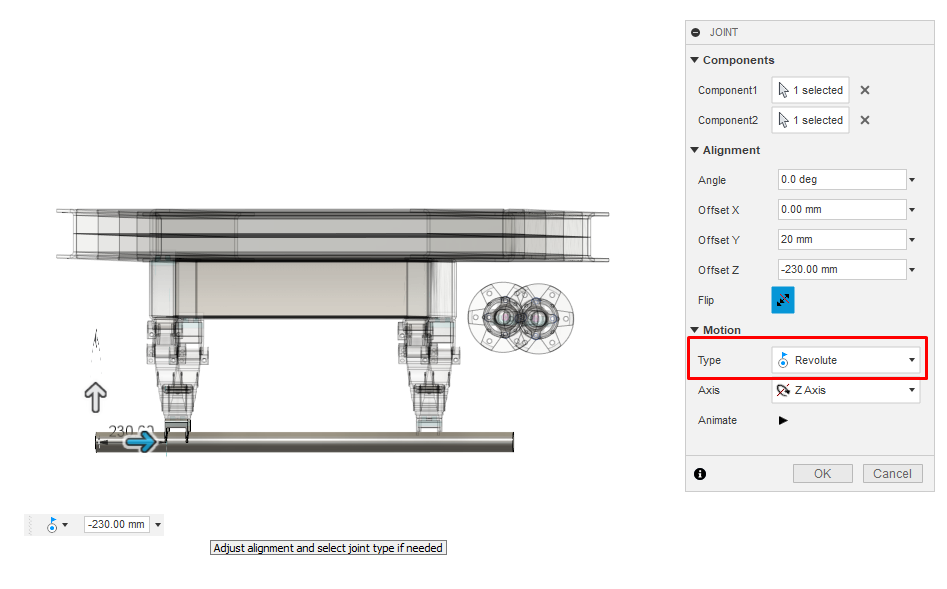 JOINT
Components
Component1 1 selected
Component2 1 selected
Alignment
Angle 0.0 deg
Offset X 0.00 mm
Offset Y 20 mm
Offset Z -230.00 mm
Flip
Motion
Type Revolute
Axis Z Axis
Animate
OK Cancel
230.00
-230.00 mm
Adjust alignment and select joint type if needed